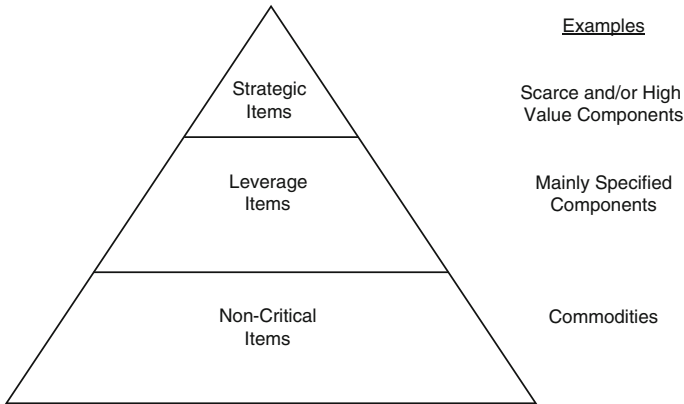 Examples
Strategic
Items
Scarce and/or High
Value Components
Leverage
Items
Mainly Specified
Components
Non-Critical
Items
Commodities